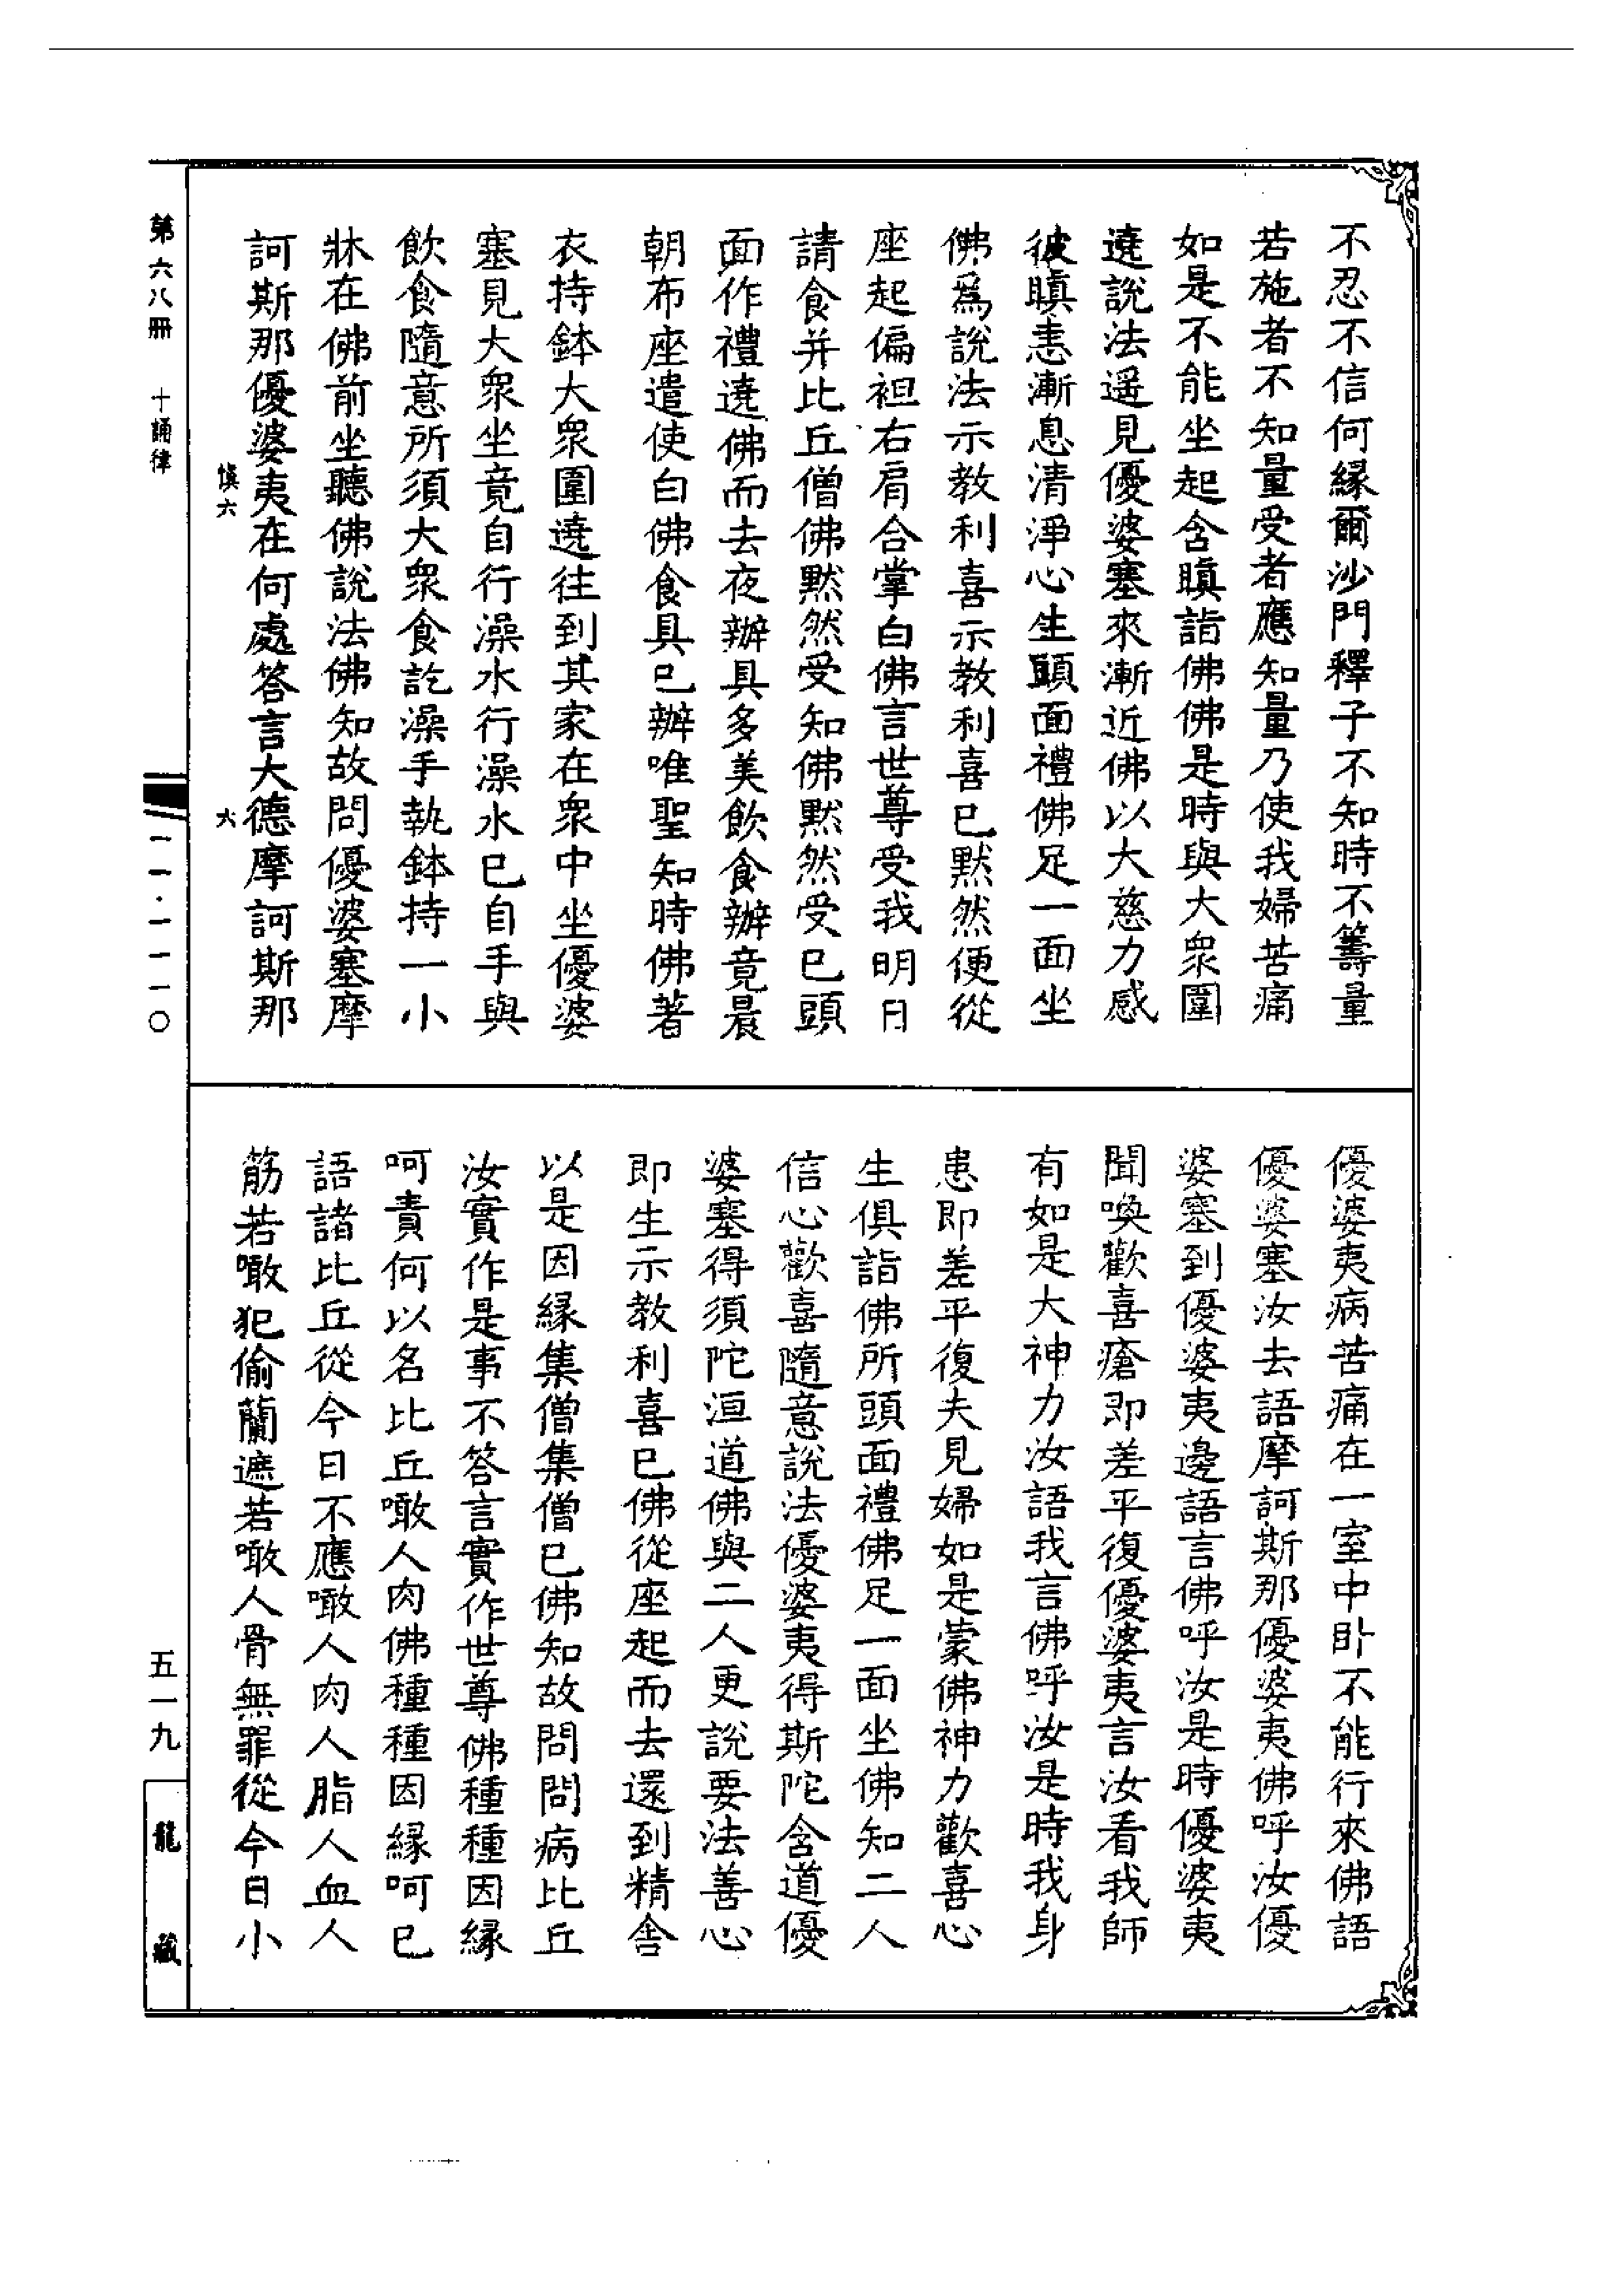 不忍不信何縁爾沙門釋子不知時不籌量
若施者不知量受者應知量乃使我婦苦痛
如是不能坐起含瞋詣佛佛是時與大衆圍
遶說法遥見優婆塞來漸近佛以大慈力感
彼瞋恚漸息清淨心生頭面禮佛足一面坐
佛爲說法示教利喜示教利喜已默然便從
座起偏袒右肩合掌白佛言世尊受我明日
請食并比丘僧佛默然受知佛默然受已頭
面作禮遶佛而去夜辦具多美飲食辦竟晨
朝布座遣使白佛食具已辦唯聖知時佛著
衣持鉢大衆圍遶往到其家在衆中坐優婆
塞見大衆坐竟自行澡水行澡水已自手與
飲食隨意所須大衆食訖澡手執鉢持一小
牀在佛前坐聽佛說法佛知故問優婆塞摩
訶斯那優婆夷在何處答言大德摩訶斯那
慎六
六
優婆夷病苦痛在一室中卧不能行來佛語
優婆塞汝去語摩訶斯那優婆夷佛呼汝優
婆塞到優婆夷邊語言佛呼汝是時優婆夷
聞喚歡喜瘡即差平復優婆夷言汝看我師
有如是大神力汝語我言佛呼汝是時我身
患即差平復夫見婦如是蒙佛神力歡喜心
生俱詣佛所頭面禮佛足一面坐佛知二人
信心歡喜隨意說法優婆夷得斯陀含道優
婆塞得須陀洹道佛與二人更說要法善心
即生示教利喜已佛從座起而去還到精舍
以是因縁集僧集僧已佛知故問問病比丘
汝實作是事不答言實作世尊佛種種因縁
呵責何以名比丘噉人肉佛種種因縁呵已
語諸比丘從今日不應噉人肉人脂人血人
筋若噉犯偷蘭遮若噉人骨無罪從今日小
第六八册 十誦律
一一·一一一〇
五一九
龍藏